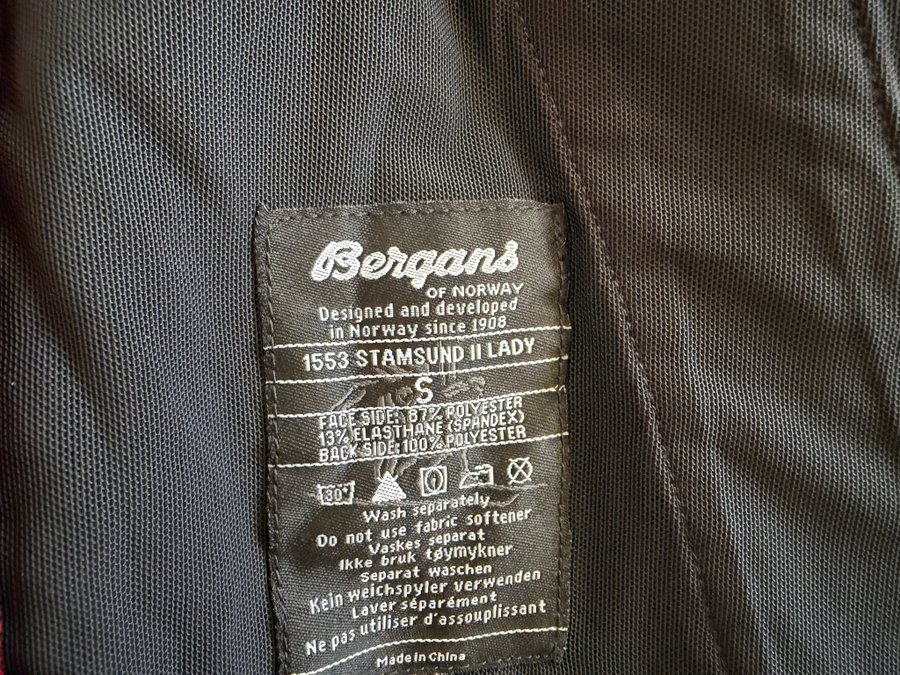 Bergans
OF NORWAY
Designed and developed
in Norway since 1908
1553 STAMSUND II LADY
S
FACE SIDE: 87% POLYESTER
13% ELASTHANE (SPANDEX)
BACK SIDE: 100% POLYESTER
30°
Wash separately
Do not use fabric softener
Vaskes separat
Ikke bruk tøymykner
Separat waschen
Kein weichspyler verwenden
Laver séparément
Ne pas utiliser d'assouplissant
Made in China